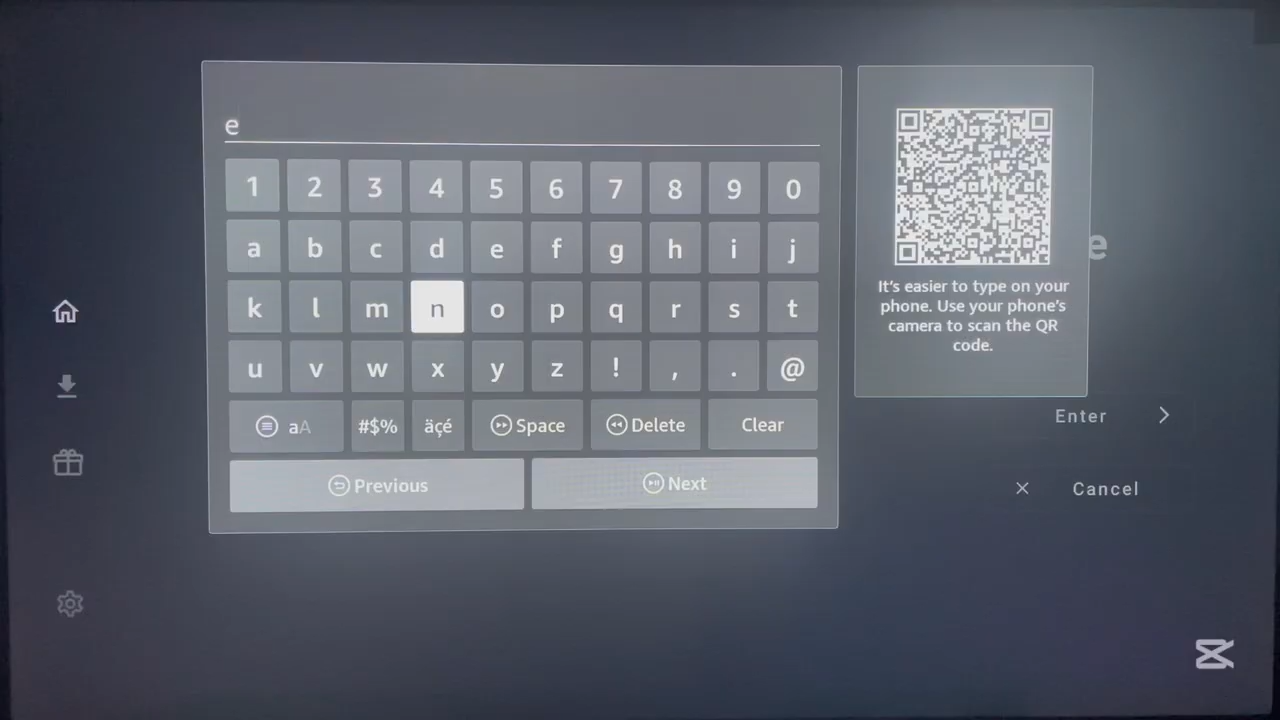 e
1 2 3 4 5 6 7 8 9 0
a b c d e f g h i j
k l m n o p q r s t
u v w x y z ! , . @
aA #$% äçé Space Delete Clear
Previous Next
It's easier to type on your
phone. Use your phone's
camera to scan the QR
code.
e
Enter
Cancel